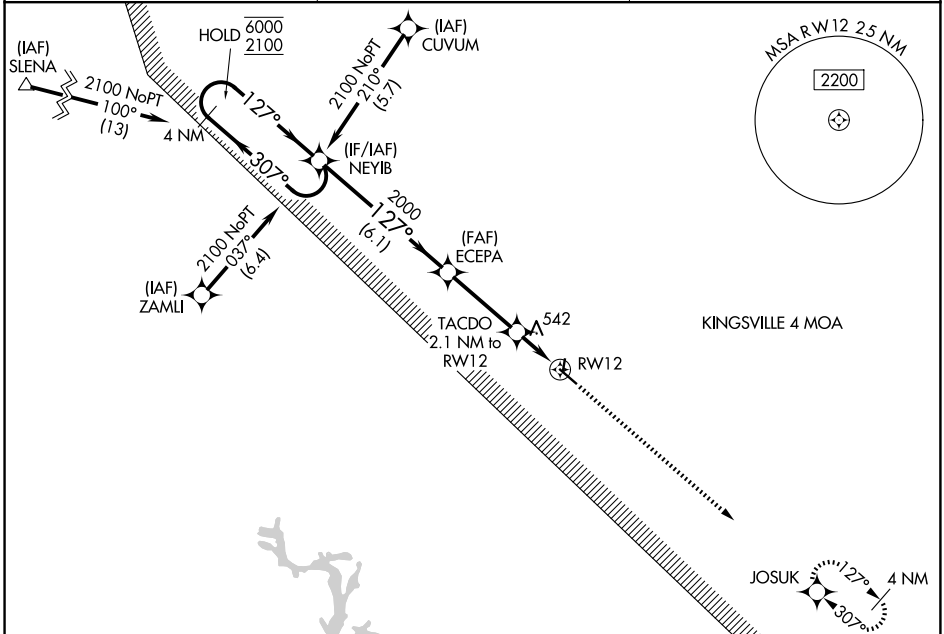 HOLD 6000
2100
(IAF)
CUVUM
(IAF)
SLENA
2100 NoPT
100°
(13)
2100 NoPT
210°
(5.7)
MSA RW12 25 NM
2200
127°
4 NM
307°
(IF/IAF)
NEYIB
2100 NoPT
037°
(6.4)
(IAF)
ZAMLI
2000
127°
(6.1)
(FAF)
ECEPA
TACDO
2.1 NM to
RW12
542
RW12
KINGSVILLE 4 MOA
JOSUK
127°
4 NM
307°